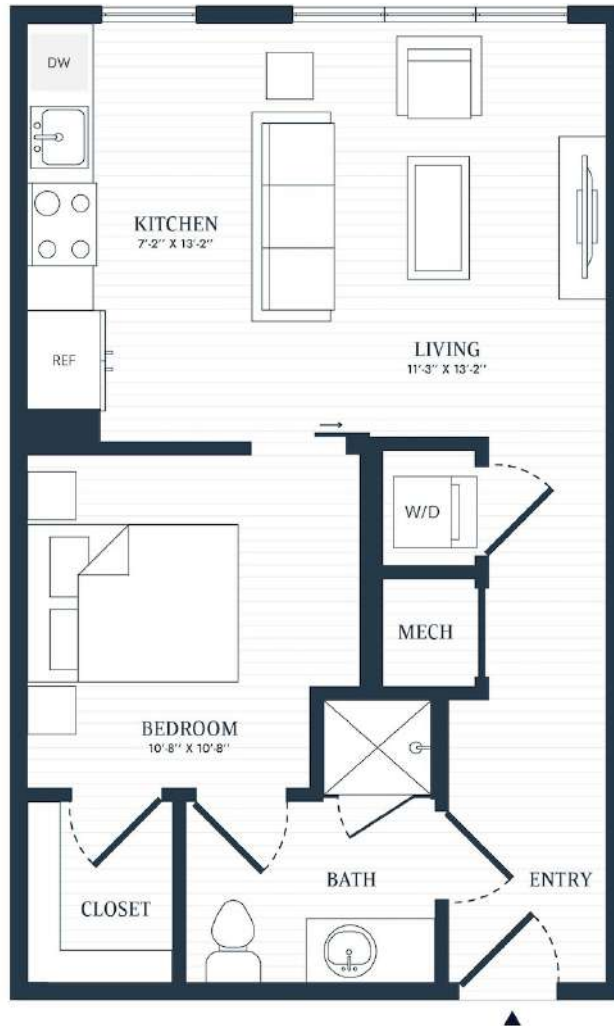 DW
KITCHEN
7'-2" X 13'-2"
REF
LIVING
11'-3" X 13'-2"
W/D
MECH
BEDROOM
10'-8" X 10'-8"
BATH
ENTRY
CLOSET